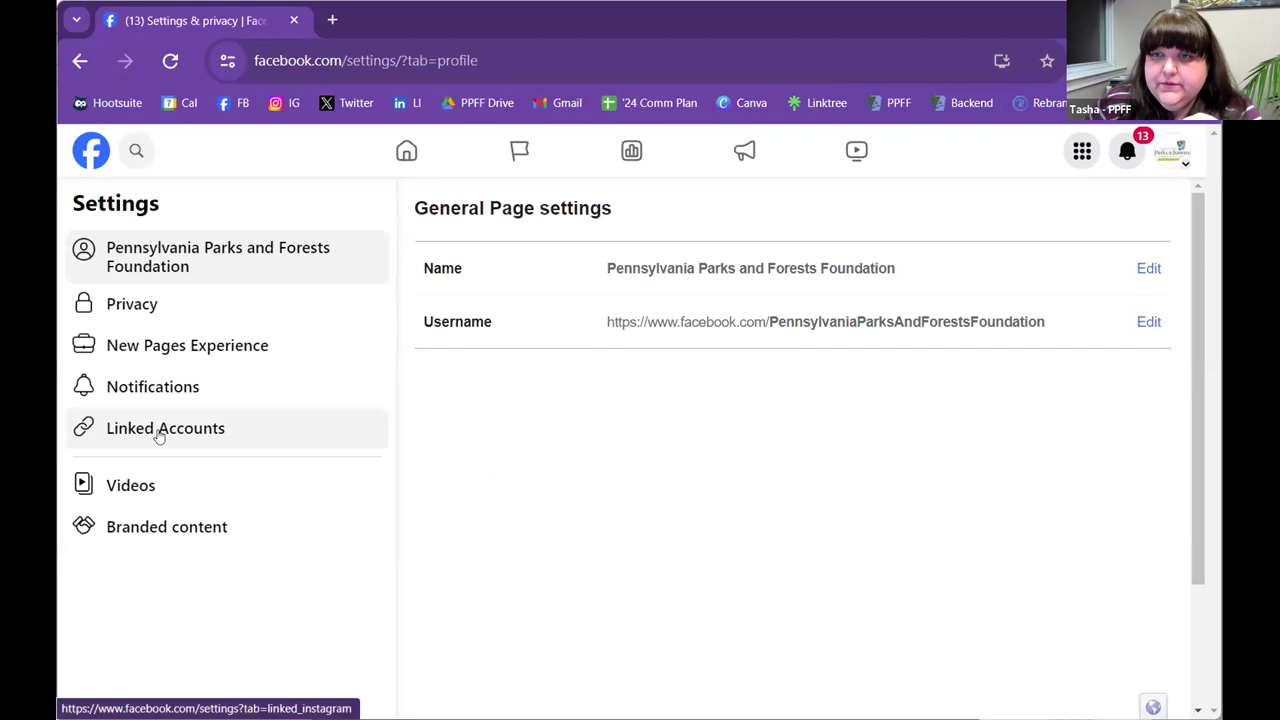 (13) Settings & privacy | Fac
facebook.com/settings/?tab=profile
Hootsuite Cal FB IG Twitter LI PPFF Drive Gmail '24 Comm Plan Canva Linktree PPFF Backend Rebran
Tasha - PPFF
13
Settings
Pennsylvania Parks and Forests
Foundation
Privacy
New Pages Experience
Notifications
Linked Accounts
Videos
Branded content
General Page settings
Name Pennsylvania Parks and Forests Foundation Edit
Username https://www.facebook.com/PennsylvaniaParksAndForestsFoundation Edit
https://www.facebook.com/settings?tab=linked_instagram